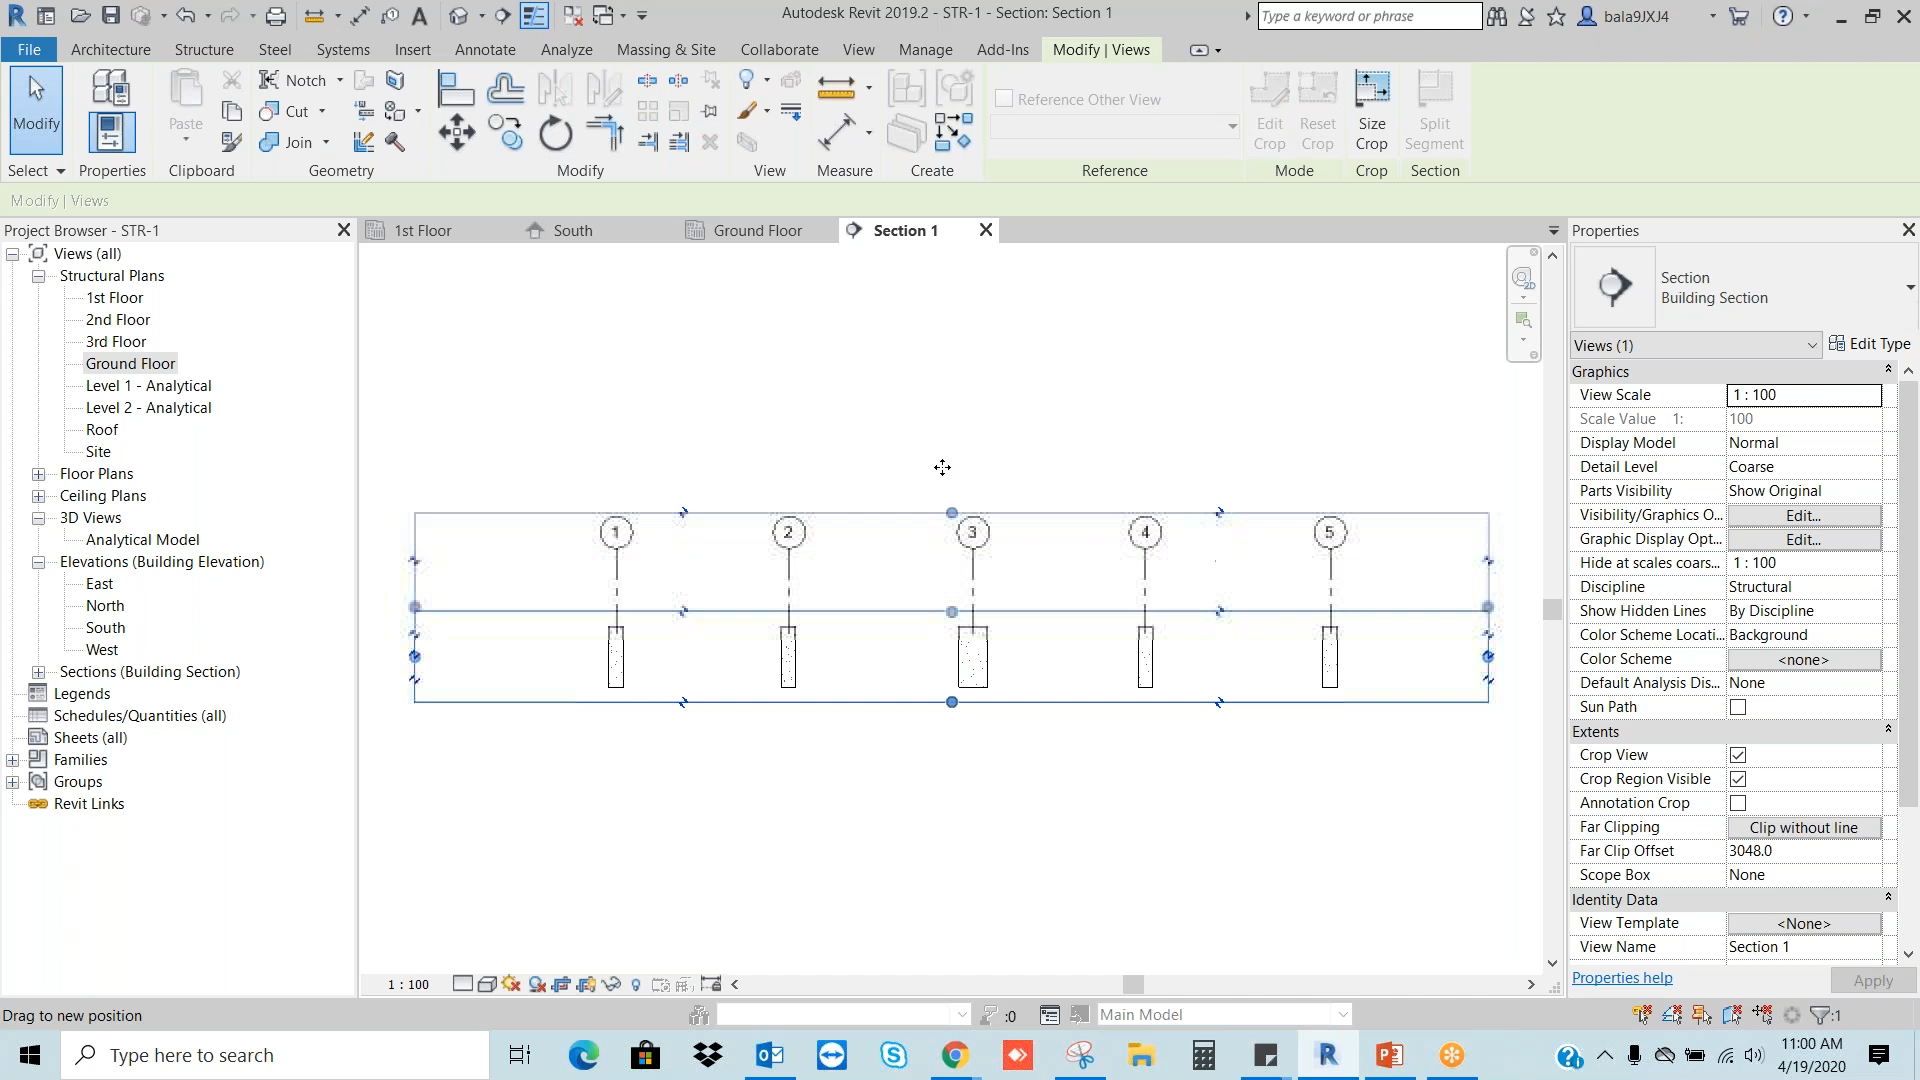 Autodesk Revit 2019.2 - STR-1 - Section: Section 1
Type a keyword or phrase
bala9JXJ4
File
Architecture
Structure
Steel
Systems
Insert
Annotate
Analyze
Massing & Site
Collaborate
View
Manage
Add-Ins
Modify | Views
Modify
Paste
Notch
Cut
Join
Reference Other View
Edit Crop
Reset Crop
Size Crop
Split Segment
Select
Properties
Clipboard
Geometry
Modify
View
Measure
Create
Reference
Mode
Crop
Section
Modify | Views
Project Browser - STR-1
Views (all)
Structural Plans
1st Floor
2nd Floor
3rd Floor
Ground Floor
Level 1 - Analytical
Level 2 - Analytical
Roof
Site
Floor Plans
Ceiling Plans
3D Views
Analytical Model
Elevations (Building Elevation)
East
North
South
West
Sections (Building Section)
Legends
Schedules/Quantities (all)
Sheets (all)
Families
Groups
Revit Links
1st Floor
South
Ground Floor
Section 1
2D
1
2
3
4
5
1 : 100
Properties
Section
Building Section
Views (1)
Edit Type
Graphics
View Scale 1 : 100
Scale Value 1: 100
Display Model Normal
Detail Level Coarse
Parts Visibility Show Original
Visibility/Graphics O... Edit...
Graphic Display Opt... Edit...
Hide at scales coars... 1 : 100
Discipline Structural
Show Hidden Lines By Discipline
Color Scheme Locati... Background
Color Scheme <none>
Default Analysis Dis... None
Sun Path
Extents
Crop View
Crop Region Visible
Annotation Crop
Far Clipping Clip without line
Far Clip Offset 3048.0
Scope Box None
Identity Data
View Template <None>
View Name Section 1
Properties help
Apply
Drag to new position
:0
Main Model
:1
Type here to search
11:00 AM
4/19/2020